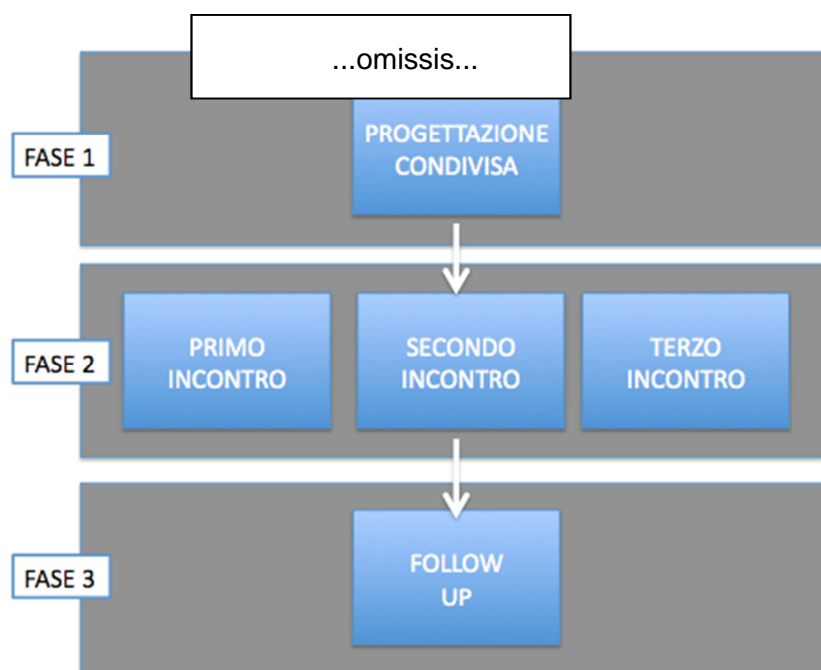 ...omissis...
FASE 1
PROGETTAZIONE
CONDIVISA
FASE 2
PRIMO
INCONTRO
SECONDO
INCONTRO
TERZO
INCONTRO
FASE 3
FOLLOW
UP